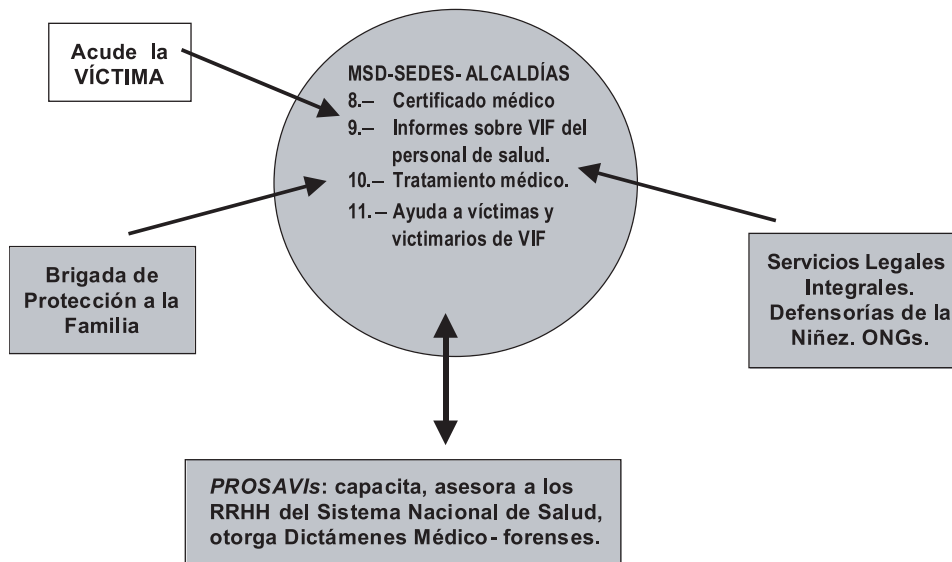 Acude la
VÍCTIMA
MSD-SEDES-ALCALDÍAS
8.– Certificado médico
9.– Informes sobre VIF del
personal de salud.
10.– Tratamiento médico.
11.– Ayuda a víctimas y
victimarios de VIF
Brigada de
Protección a la
Familia
Servicios Legales
Integrales.
Defensorías de la
Niñez. ONGs.
PROSAVIs: capacita, asesora a los
RRHH del Sistema Nacional de Salud,
otorga Dictámenes Médico-forenses.